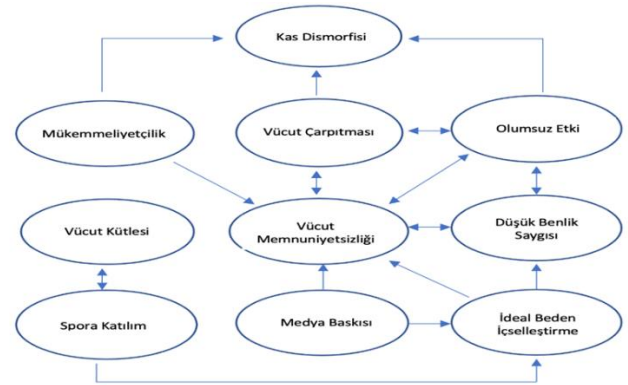 Kas Dismorfisi
Mükemmeliyetçilik
Vücut Çarpıtması
Olumsuz Etki
Vücut Kütlesi
Vücut
Memnuniyetsizliği
Düşük Benlik
Saygısı
Spora Katılım
Medya Baskısı
İdeal Beden
İçselleştirme